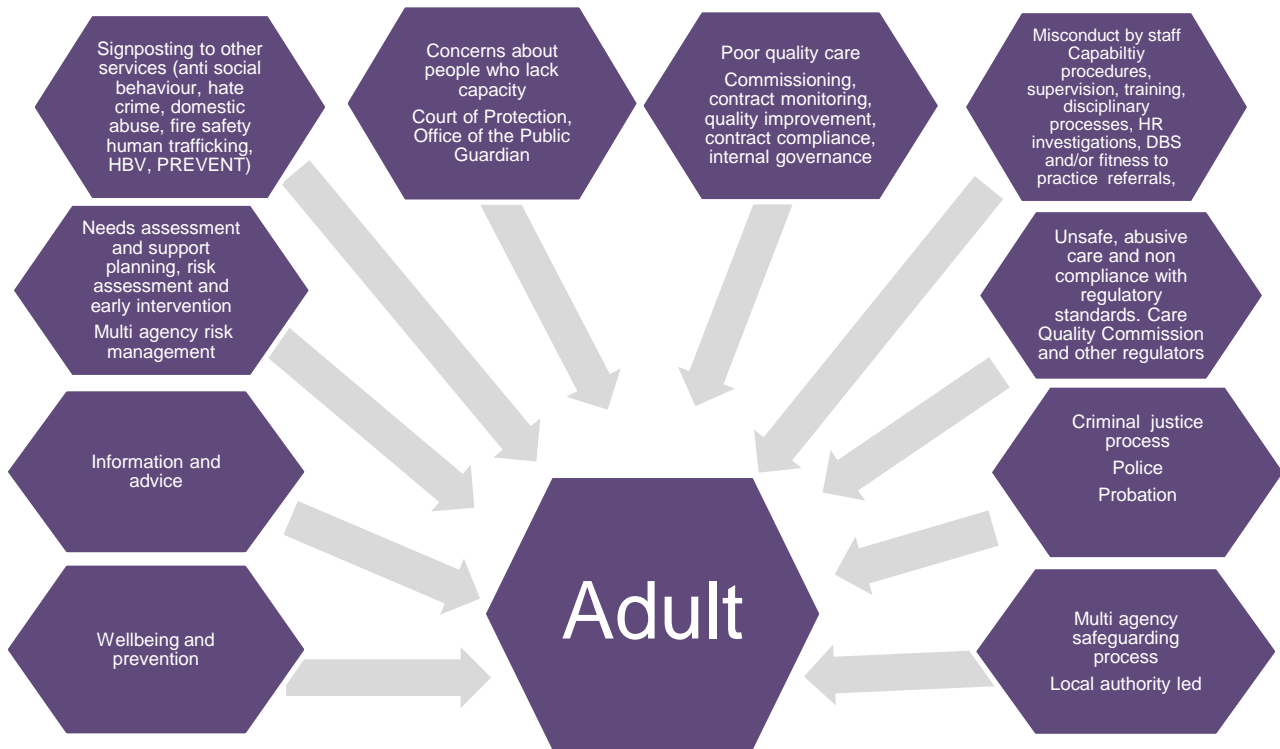 Signposting to other
services (anti social
behaviour, hate
crime, domestic
abuse, fire safety
human trafficking,
HBV, PREVENT)
Concerns about
people who lack
capacity
Court of Protection,
Office of the Public
Guardian
Poor quality care
Commissioning,
contract monitoring,
quality improvement,
contract compliance,
internal governance
Misconduct by staff
Capabiltiy
procedures,
supervision, training,
disciplinary
processes, HR
investigations, DBS
and/or fitness to
practice referrals,
Needs assessment
and support
planning, risk
assessment and
early intervention
Multi agency risk
management
Unsafe, abusive
care and non
compliance with
regulatory
standards. Care
Quality Commission
and other regulators
Information and
advice
Criminal justice
process
Police
Probation
Adult
Wellbeing and
prevention
Multi agency
safeguarding
process
Local authority led